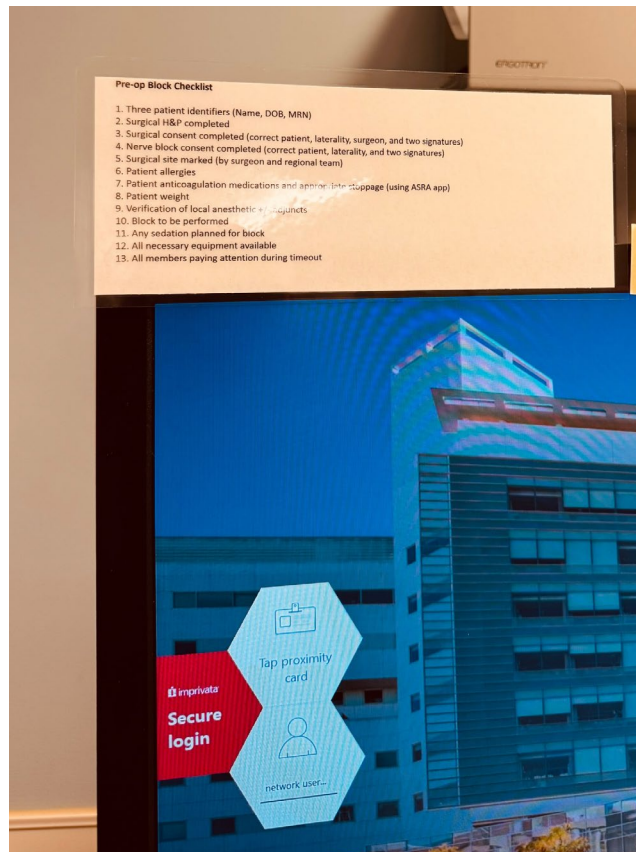 ERGOTRON
Pre-op Block Checklist
1. Three patient identifiers (Name, DOB, MRN)
2. Surgical H&P completed
3. Surgical consent completed (correct patient, laterality, surgeon, and two signatures)
4. Nerve block consent completed (correct patient, laterality, and two signatures)
5. Surgical site marked (by surgeon and regional team)
6. Patient allergies
7. Patient anticoagulation medications and appropriate stoppage (using ASRA app)
8. Patient weight
9. Verification of local anesthetic +
10. Block to be performed
11. Any sedation planned for block
12. All necessary equipment available
13. All members paying attention during timeout
Tap proximity
card
imprivata
Secure
login
network user...